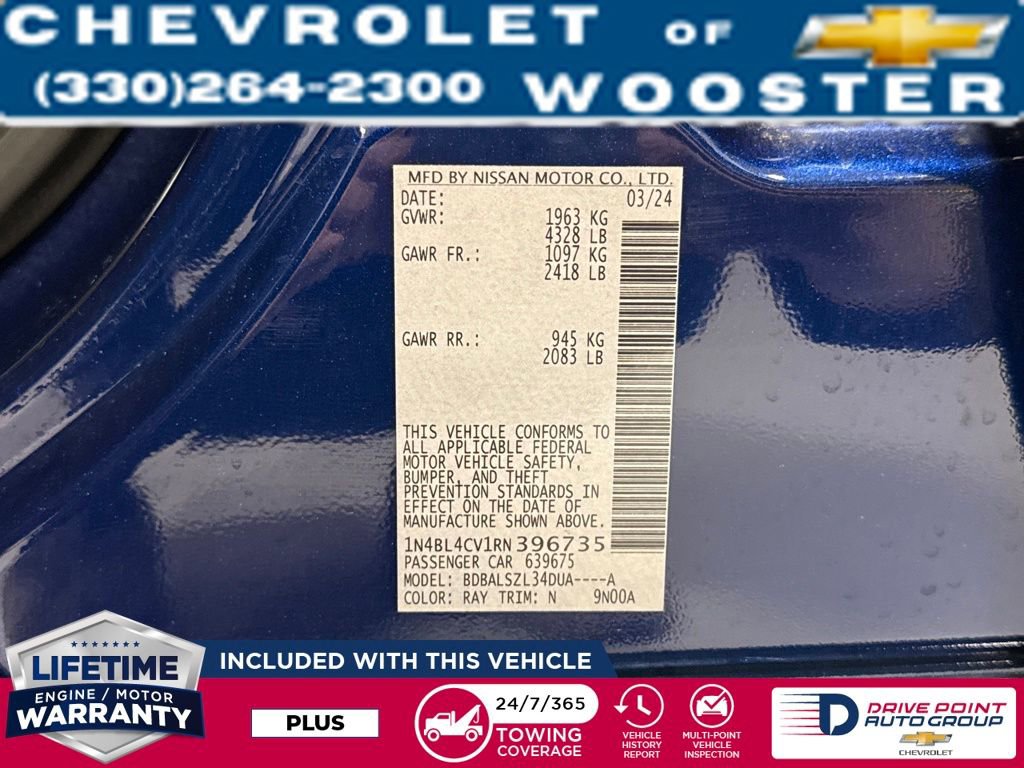 CHEVROLET OF
(330)264-2300 WOOSTER
MFD BY NISSAN MOTOR CO., LTD.
DATE: 03/24
GVWR: 1963 KG
4328 LB
GAWR FR.: 1097 KG
2418 LB
GAWR RR.: 945 KG
2083 LB
THIS VEHICLE CONFORMS TO
ALL APPLICABLE FEDERAL
MOTOR VEHICLE SAFETY,
BUMPER, AND THEFT
PREVENTION STANDARDS IN
EFFECT ON THE DATE OF
MANUFACTURE SHOWN ABOVE.
1N4BL4CV1RN396735
PASSENGER CAR 639675
MODEL: BDBALSZL34DUA----A
COLOR: RAY TRIM: N 9N00A
LIFETIME
ENGINE / MOTOR
WARRANTY
INCLUDED WITH THIS VEHICLE
PLUS
24/7/365
TOWING
COVERAGE
VEHICLE
HISTORY
REPORT
MULTI-POINT
VEHICLE
INSPECTION
DRIVE POINT
AUTO GROUP
CHEVROLET